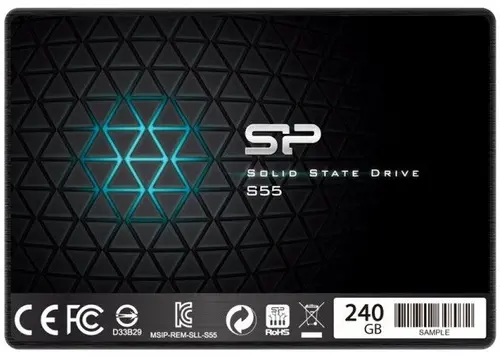 SP
SOLID STATE DRIVE
S55
CE FC
D33B29
MSIP-REM-SLL-S55
RoHS
240
GB
SAMPLE